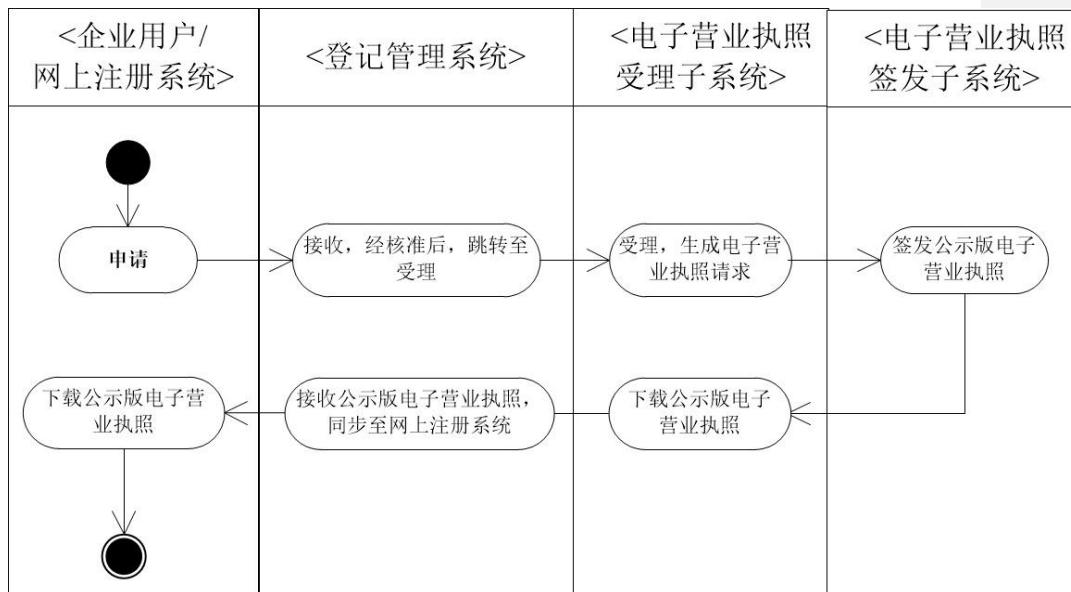 <企业用户/
网上注册系统>
<登记管理系统>
<电子营业执照
受理子系统>
<电子营业执照
签发子系统>
申请
接收，经核准后，跳转至
受理
受理，生成电子营
业执照请求
签发公示版电子
营业执照
下载公示版电子营
业执照
接收公示版电子营业执照，
同步至网上注册系统
下载公示版电子
营业执照